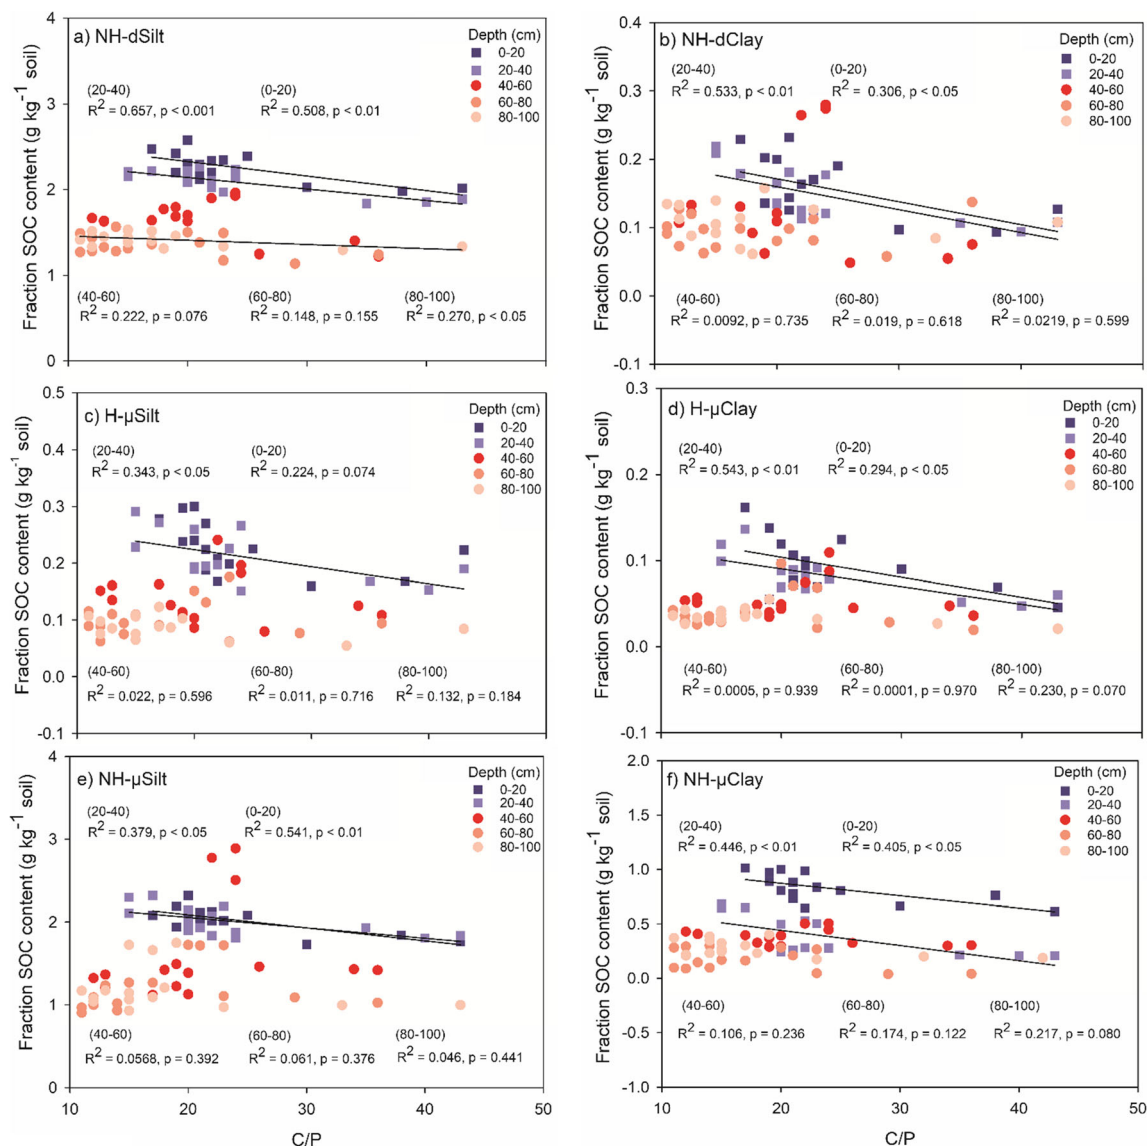 a) NH-dSilt
Depth (cm)
0-20
20-40
40-60
60-80
80-100
(20-40)
R² = 0.657, p < 0.001
(0-20)
R² = 0.508, p < 0.01
(40-60)
R² = 0.222, p = 0.076
(60-80)
R² = 0.148, p = 0.155
(80-100)
R² = 0.270, p < 0.05
Fraction SOC content (g kg⁻¹ soil)
4
3
2
1
0
b) NH-dClay
Depth (cm)
0-20
20-40
40-60
60-80
80-100
(20-40)
R² = 0.533, p < 0.01
(0-20)
R² = 0.306, p < 0.05
(40-60)
R² = 0.0092, p = 0.735
(60-80)
R² = 0.019, p = 0.618
(80-100)
R² = 0.0219, p = 0.599
Fraction SOC content (g kg⁻¹ soil)
0.4
0.3
0.2
0.1
0.0
-0.1
c) H-µSilt
Depth (cm)
0-20
20-40
40-60
60-80
80-100
(20-40)
R² = 0.343, p < 0.05
(0-20)
R² = 0.224, p = 0.074
(40-60)
R² = 0.022, p = 0.596
(60-80)
R² = 0.011, p = 0.716
(80-100)
R² = 0.132, p = 0.184
Fraction SOC content (g kg⁻¹ soil)
0.5
0.4
0.3
0.2
0.1
0.0
-0.1
d) H-µClay
Depth (cm)
0-20
20-40
40-60
60-80
80-100
(20-40)
R² = 0.543, p < 0.01
(0-20)
R² = 0.294, p < 0.05
(40-60)
R² = 0.0005, p = 0.939
(60-80)
R² = 0.0001, p = 0.970
(80-100)
R² = 0.230, p = 0.070
Fraction SOC content (g kg⁻¹ soil)
0.3
0.2
0.1
0.0
-0.1
e) NH-µSilt
Depth (cm)
0-20
20-40
40-60
60-80
80-100
(20-40)
R² = 0.379, p < 0.05
(0-20)
R² = 0.541, p < 0.01
(40-60)
R² = 0.0568, p = 0.392
(60-80)
R² = 0.061, p = 0.376
(80-100)
R² = 0.046, p = 0.441
Fraction SOC content (g kg⁻¹ soil)
4
3
2
1
0
10 20 30 40 50
C/P
f) NH-µClay
Depth (cm)
0-20
20-40
40-60
60-80
80-100
(20-40)
R² = 0.446, p < 0.01
(0-20)
R² = 0.405, p < 0.05
(40-60)
R² = 0.106, p = 0.236
(60-80)
R² = 0.174, p = 0.122
(80-100)
R² = 0.217, p = 0.080
Fraction SOC content (g kg⁻¹ soil)
2.0
1.5
1.0
0.5
0.0
-0.5
-1.0
10 20 30 40 50
C/P